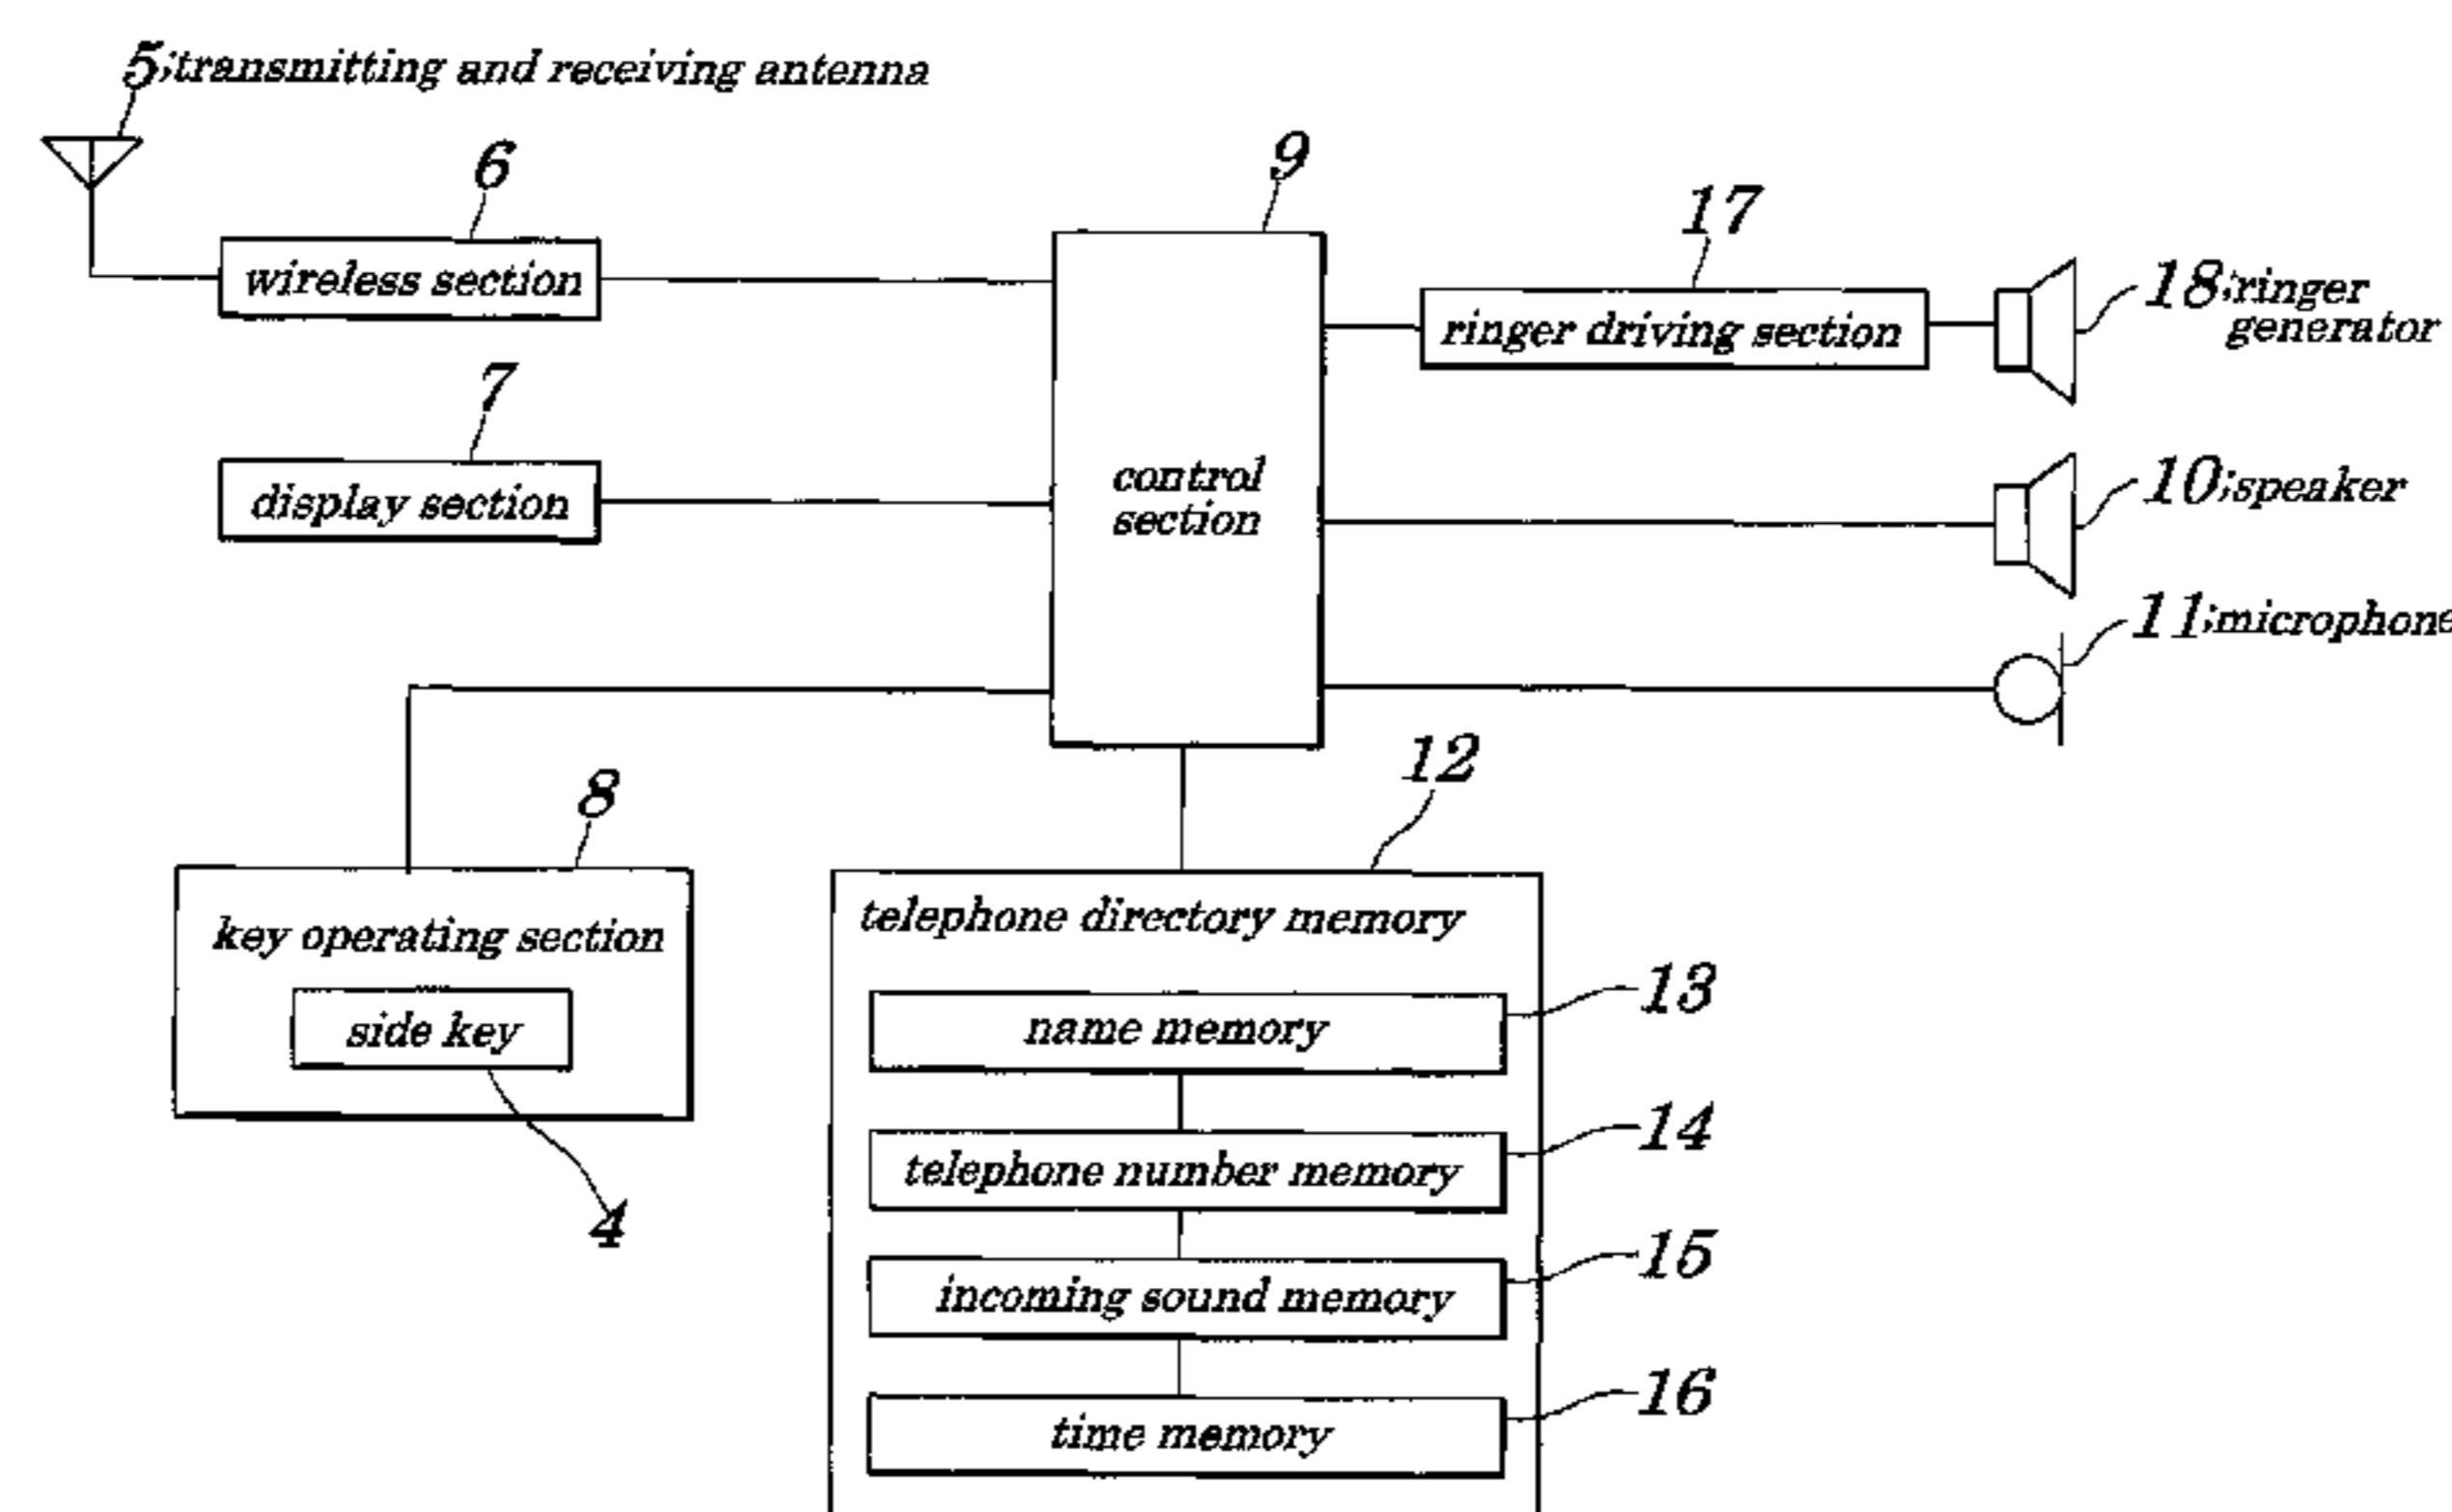 5;transmitting and receiving antenna
6
wireless section
7
display section
9
control
section
17
ringer driving section
18;ringer
generator
10;speaker
11;microphone
8
key operating section
side key
4
12
telephone directory memory
name memory
13
telephone number memory
14
incoming sound memory
15
time memory
16